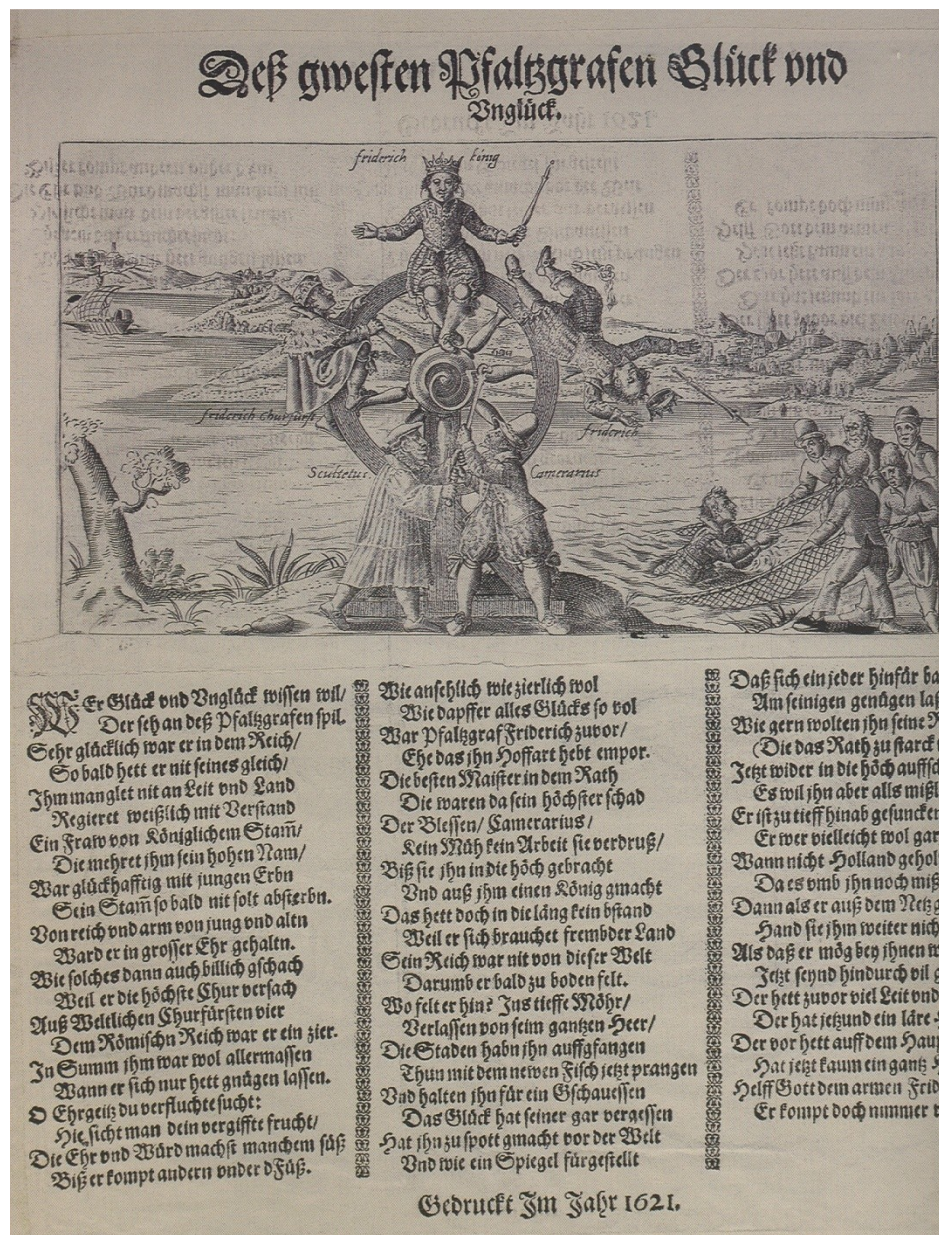 Deß gwesten Pfaltzgrafen Glück vnd
Vnglück.
friderich könig
friderich Churfürst
friderich
Scultetus
Camerarius
WEr Glück vnd Vnglück wissen wil/
Der seh an deß Pfaltzgrafen spil.
Sehr glücklich war er in dem Reich/
So bald hett er nit seines gleich/
Ihm manglet nit an Leit vnd Land
Regieret weißlich mit Verstand
Ein Fraw von Königlichem Stam̃/
Die mehret jhm sein hohen Nam/
War glückhafftig mit jungen Erbn
Sein Stam̃ so bald nit solt absterbn.
Von reich vnd arm von jung vnd altn
Ward er in grosser Ehr gehaltn.
Wie solches dann auch billich gschach
Weil er die höchste Chur versach
Auß Weltlichen Churfürsten vier
Dem Römischn Reich war er ein zier.
In Summ jhm war wol allermassen
Wann er sich nur hett gnügen lassen.
O Ehrgeitz du verfluchte sucht:
Hie sicht man dein vergiffte frucht/
Die Ehr vnd Würd machst manchem süß
Biß er kompt andern vnder d Füß.
Wie ansehlich wie zierlich wol
Wie dapffer alles Glücks so vol
War Pfaltzgraf Friderich zuvor/
Ehe das jhn Hoffart hebt empor.
Die besten Maister in dem Rath
Die waren da sein höchster schad
Der Blessen/ Camerarius/
Kein Müh kein Arbeit sie verdruß/
Biß sie jhn in die höch gebracht
Vnd auß jhm einen König gmacht
Das hett doch in die läng kein bstand
Weil er sich brauchet frembder Land
Sein Reich war nit von dieser Welt
Darumb er bald zu boden felt.
Wo felt er hin? Ins tieffe Möhr/
Verlassen von seim gantzen Heer/
Die Staden habn jhn auffgfangen
Thun mit dem newen Fisch jetzt prangen
Vnd halten jhn für ein Gschauessen
Das Glück hat seiner gar vergessen
Hat jhn zu spott gmacht vor der Welt
Vnd wie ein Spiegel fürgestellt
Daß sich ein jeder hinfür
Am seinigen genügen
Wie gern wolten jhn seine
(Die das Rath zu starck
Jetzt wider in die höch
Es wil jhn aber alls
Er ist zu tieff hinab
Er wer vielleicht wol
Wann nicht Holland
Da es vmb jhn noch
Dann als er auß dem Netz
Hand sie jhm weiter
Als daß er mög bey jhnen
Jetzt seynd hindurch vil
Der hett zuvor viel Leit vnd
Der hat jetzund ein läre
Der vor hett auff dem
Hat jetzt kaum ein gantz
Helff Gott dem armen
Er kompt doch nimmer
Gedruckt Im Jahr 1621.